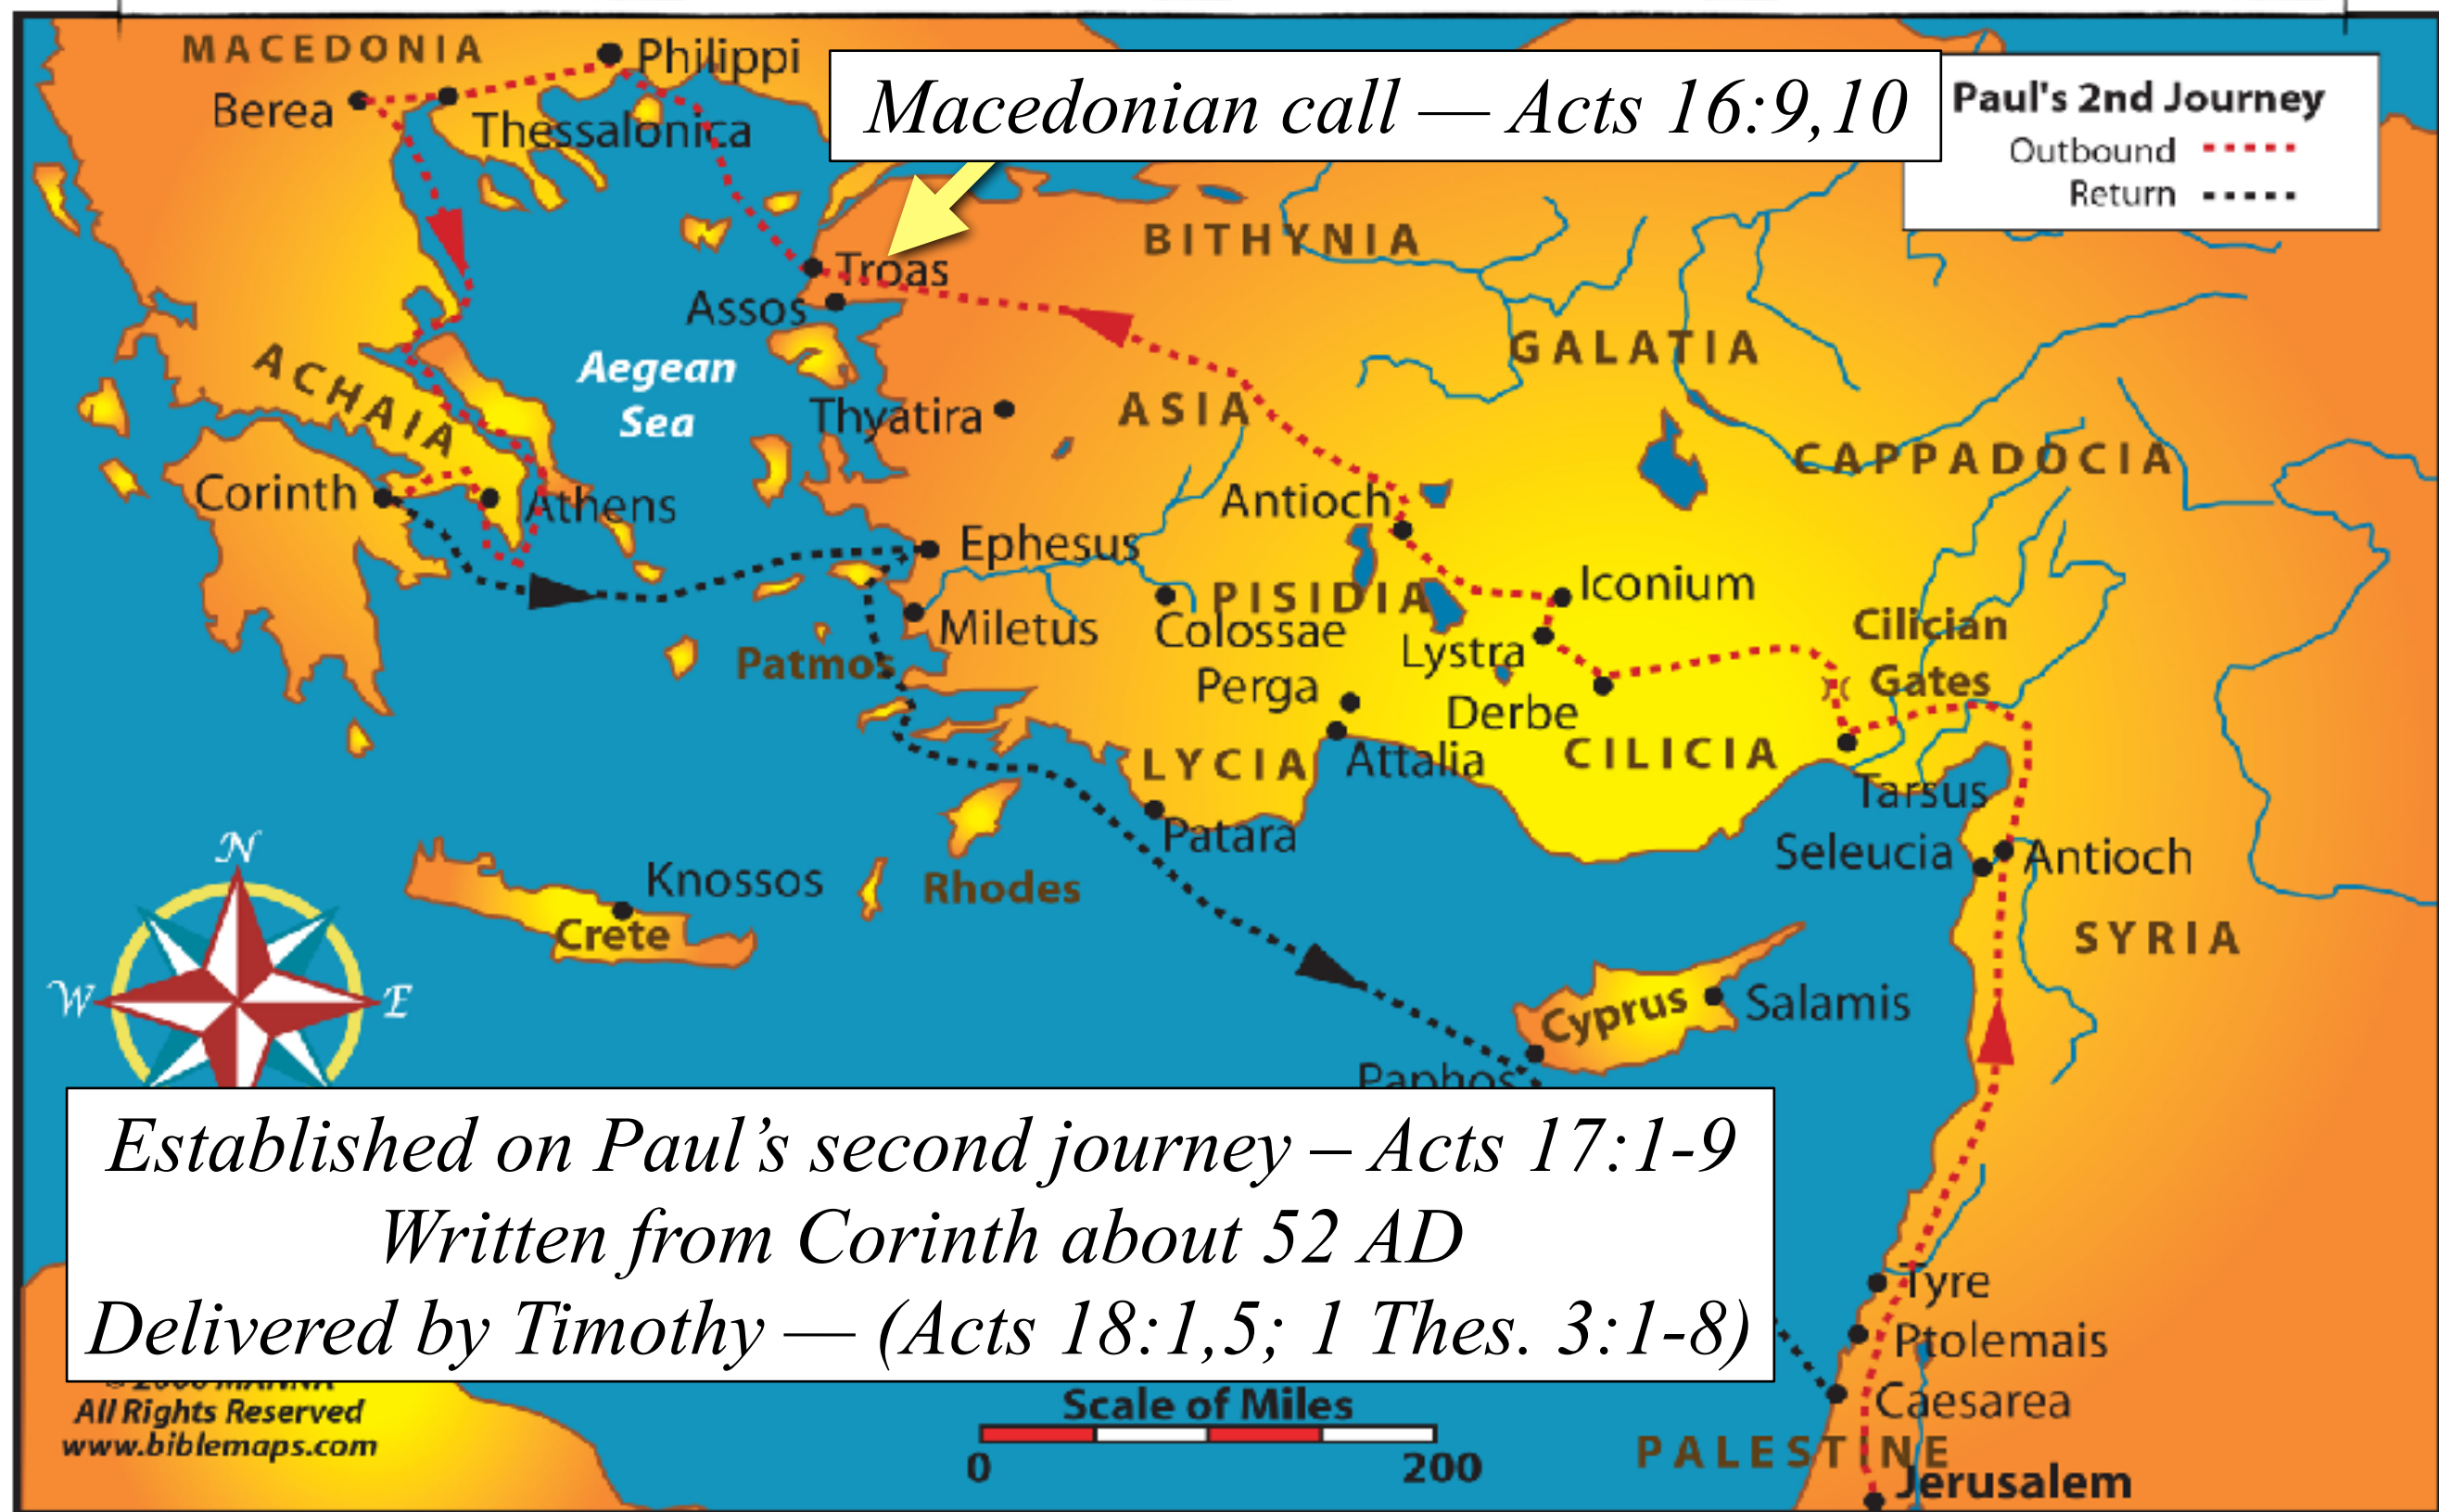 MACEDONIA
Philippi
Berea
Thessalonica
Macedonian call — Acts 16:9,10
Paul's 2nd Journey
Outbound
Return
BITHYNIA
Troas
Assos
GALATIA
ACHAIA
Aegean
Sea
Thyatira
ASIA
CAPPADOCIA
Corinth
Athens
Antioch
Ephesus
PISIDIA
Iconium
Miletus
Colossae
Lystra
Cilician
Gates
Patmos
Perga
Derbe
LYCIA
Attalia
CILICIA
Tarsus
Patara
Seleucia
Antioch
N
W
E
Knossos
Crete
Rhodes
SYRIA
Cyprus
Salamis
Paphos
Established on Paul’s second journey – Acts 17:1-9
Written from Corinth about 52 AD
Delivered by Timothy — (Acts 18:1,5; 1 Thes. 3:1-8)
Tyre
Ptolemais
Caesarea
PALESTINE
Jerusalem
MANNA
All Rights Reserved
www.biblemaps.com
Scale of Miles
0 200